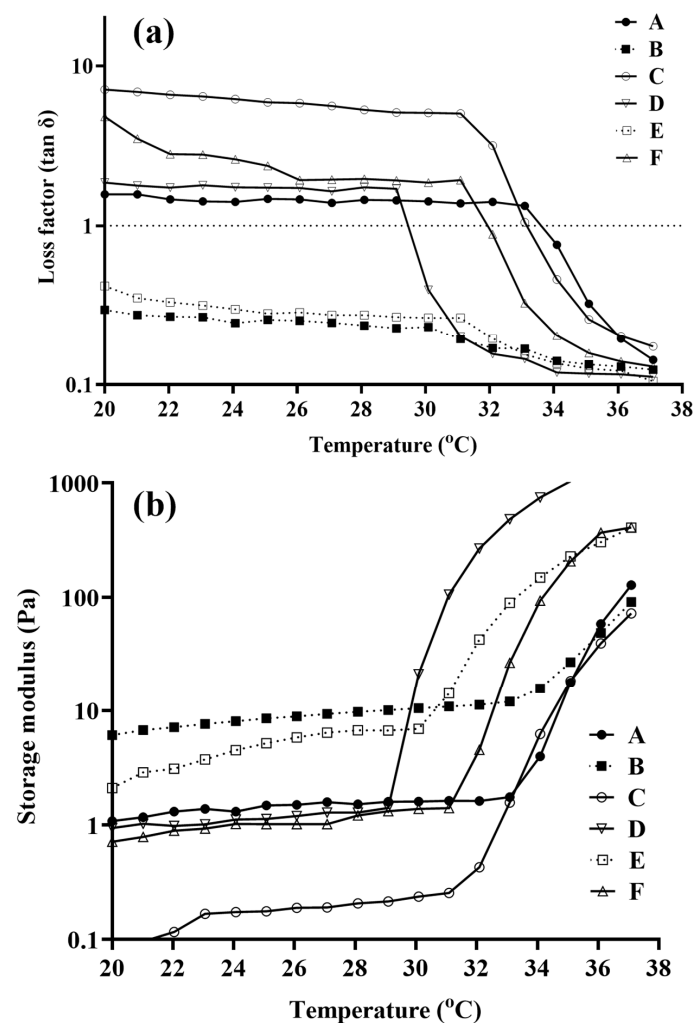 (a)
A
B
C
D
E
F
10
1
0.1
Loss factor (tan δ)
20 22 24 26 28 30 32 34 36 38
Temperature (°C)
(b)
1000
100
10
1
0.1
Storage modulus (Pa)
A
B
C
D
E
F
20 22 24 26 28 30 32 34 36 38
Temperature (°C)